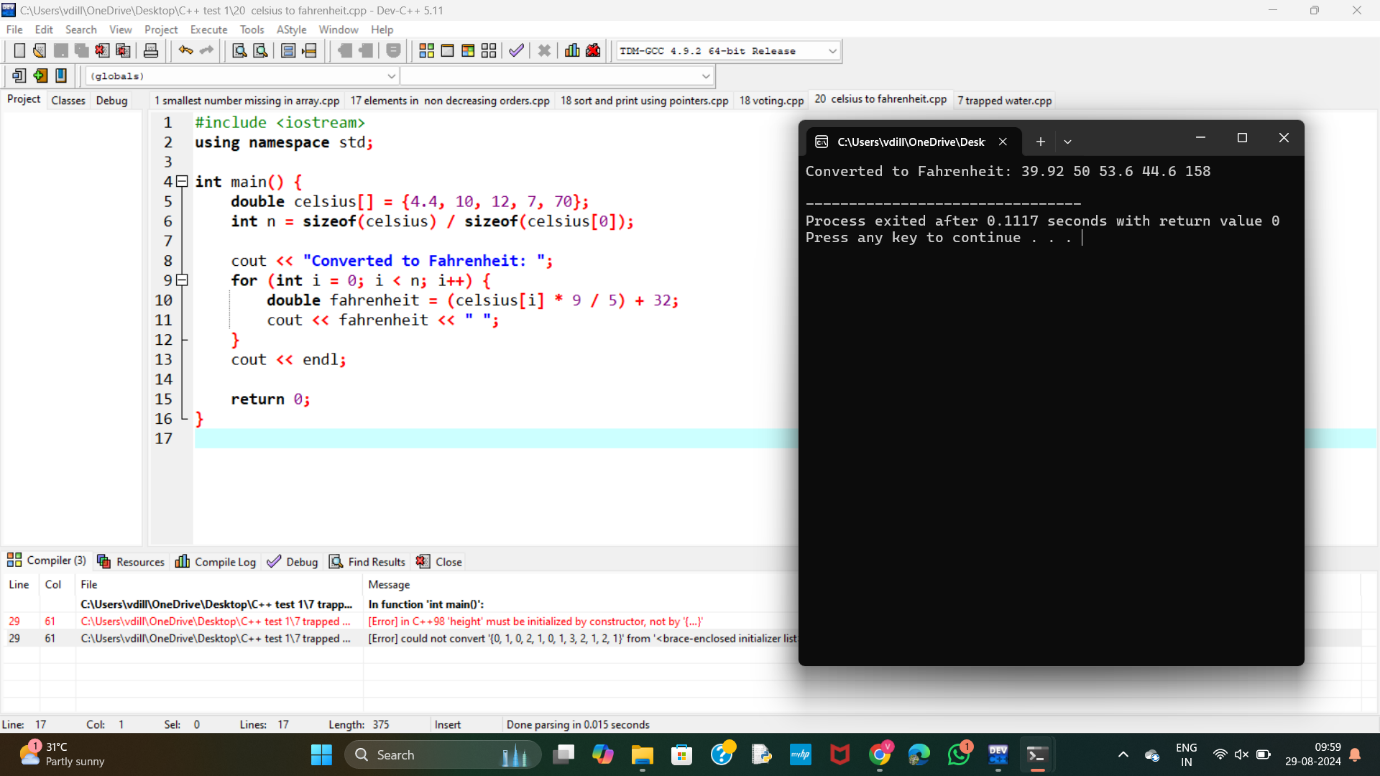 C:\Users\vdill\OneDrive\Desktop\C++ test 1\20  celsius to fahrenheit.cpp - Dev-C++ 5.11
File Edit Search View Project Execute Tools AStyle Window Help
TDM-GCC 4.9.2 64-bit Release
(globals)
Project Classes Debug
1 smallest number missing in array.cpp 17 elements in  non decreasing orders.cpp 18 sort and print using pointers.cpp 18 voting.cpp 20  celsius to fahrenheit.cpp 7 trapped water.cpp
1 #include <iostream>
2 using namespace std;
3
4 int main() {
5     double celsius[] = {4.4, 10, 12, 7, 70};
6     int n = sizeof(celsius) / sizeof(celsius[0]);
7
8     cout << "Converted to Fahrenheit: ";
9     for (int i = 0; i < n; i++) {
10         double fahrenheit = (celsius[i] * 9 / 5) + 32;
11         cout << fahrenheit << " ";
12     }
13     cout << endl;
14
15     return 0;
16 }
17
C:\Users\vdill\OneDrive\Desk
Converted to Fahrenheit: 39.92 50 53.6 44.6 158
--------------------------------
Process exited after 0.1117 seconds with return value 0
Press any key to continue . . .
Compiler (3) Resources Compile Log Debug Find Results Close
Line Col File Message
C:\Users\vdill\OneDrive\Desktop\C++ test 1\7 trapp... In function 'int main()':
29 61 C:\Users\vdill\OneDrive\Desktop\C++ test 1\7 trapped ... [Error] in C++98 'height' must be initialized by constructor, not by '{...}'
29 61 C:\Users\vdill\OneDrive\Desktop\C++ test 1\7 trapped ... [Error] could not convert '{0, 1, 0, 2, 1, 0, 1, 3, 2, 1, 2, 1}' from '<brace-enclosed initializer list
Line: 17 Col: 1 Sel: 0 Lines: 17 Length: 375 Insert Done parsing in 0.015 seconds
1
31°C
Partly sunny
Search
myhp
V
1
DEV
ENG
IN
09:59
29-08-2024